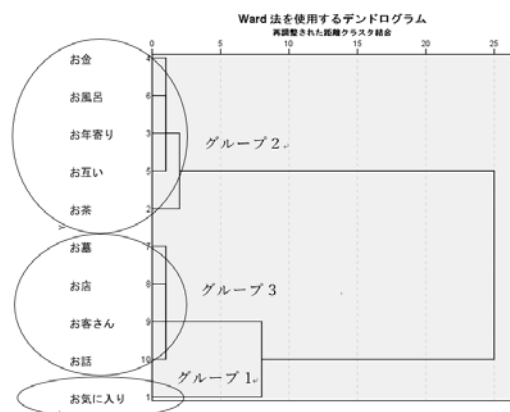 Ward 法を使用するデンドログラム
再調整された距離クラスタ結合
0 5 10 15 20 25
お金 4
お風呂 6
お年寄り 3
グループ 2
お互い 5
お茶 2
Y
お墓 7
お店 8
グループ 3
お客さん 9
お話 10
グループ 1
お気に入り 1